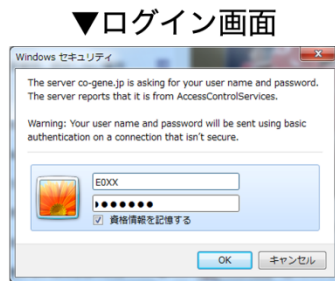 ▼ログイン画面
Windows セキュリティ
The server co-gene.jp is asking for your user name and password.
The server reports that it is from AccessControlServices.
Warning: Your user name and password will be sent using basic
authentication on a connection that isn't secure.
E0XX
●●●●●●●
資格情報を記憶する
OK キャンセル